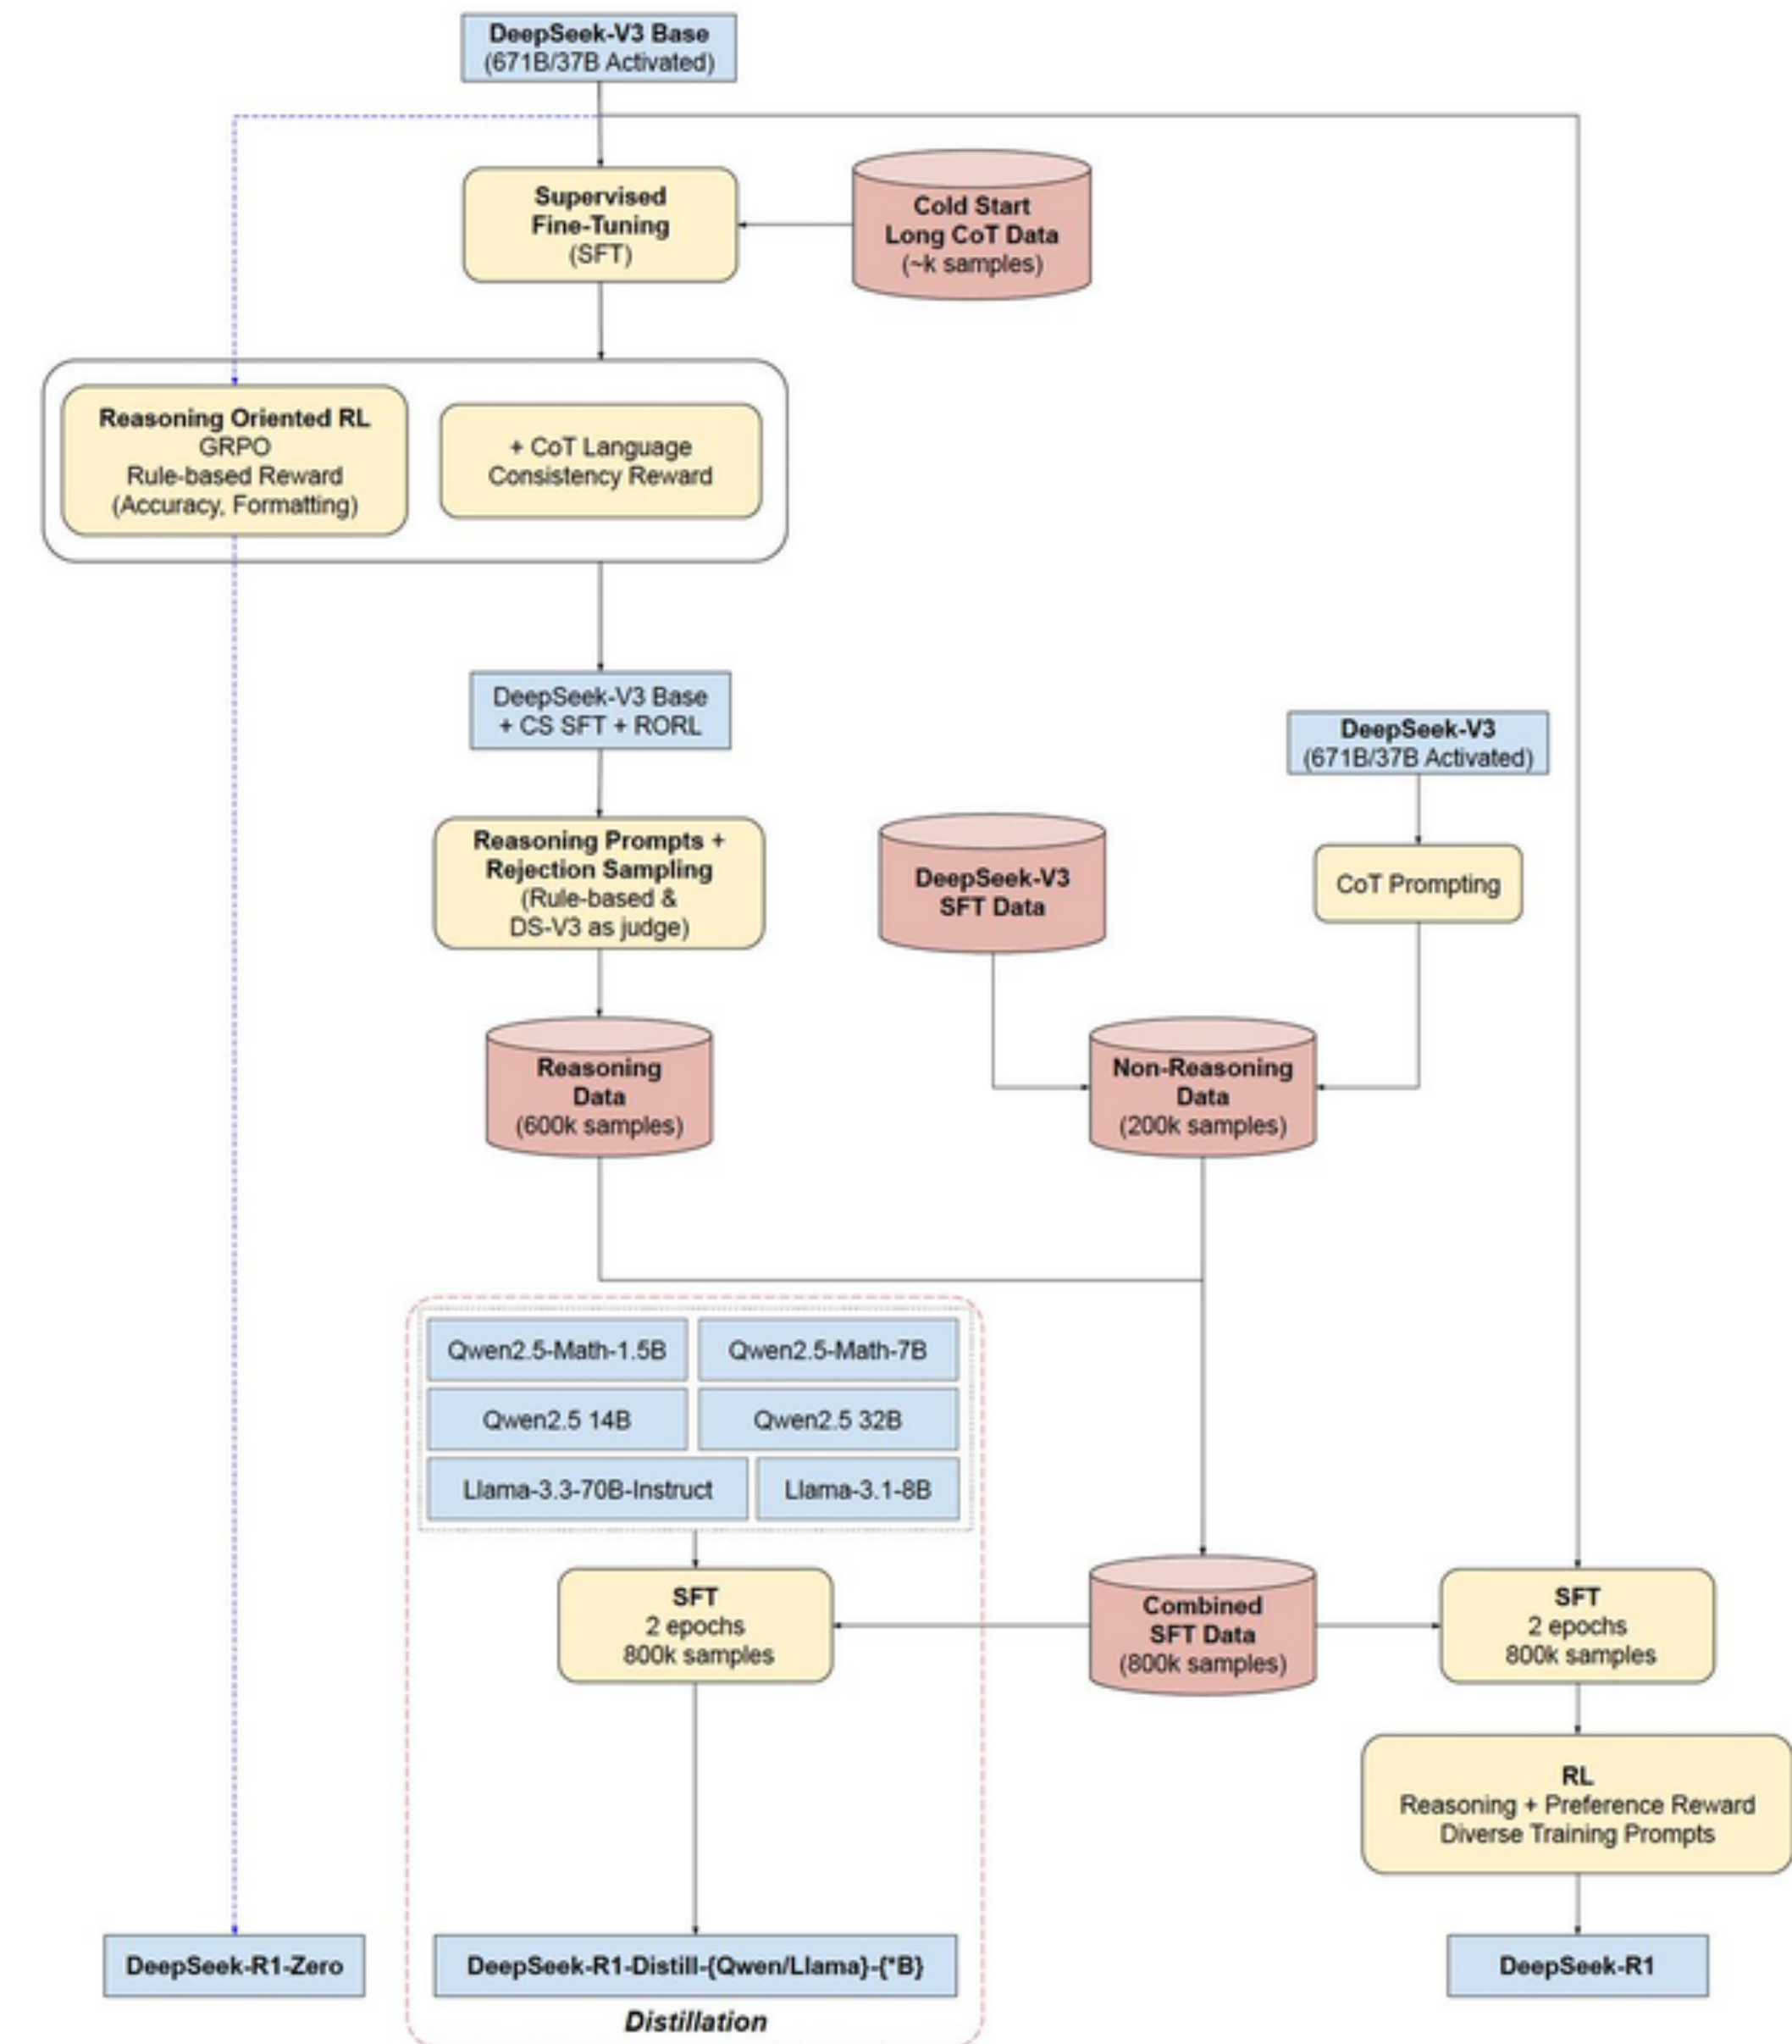 DeepSeek-V3 Base
(671B/37B Activated)
Supervised
Fine-Tuning
(SFT)
Cold Start
Long CoT Data
(~k samples)
Reasoning Oriented RL
GRPO
Rule-based Reward
(Accuracy, Formatting)
+ CoT Language
Consistency Reward
DeepSeek-V3 Base
+ CS SFT + RORL
DeepSeek-V3
(671B/37B Activated)
Reasoning Prompts +
Rejection Sampling
(Rule-based &
DS-V3 as judge)
DeepSeek-V3
SFT Data
CoT Prompting
Reasoning
Data
(600k samples)
Non-Reasoning
Data
(200k samples)
Qwen2.5-Math-1.5B
Qwen2.5-Math-7B
Qwen2.5 14B
Qwen2.5 32B
Llama-3.3-70B-Instruct
Llama-3.1-8B
SFT
2 epochs
800k samples
Combined
SFT Data
(800k samples)
SFT
2 epochs
800k samples
RL
Reasoning + Preference Reward
Diverse Training Prompts
DeepSeek-R1-Zero
DeepSeek-R1-Distill-{Qwen/Llama}-{*B}
DeepSeek-R1
Distillation